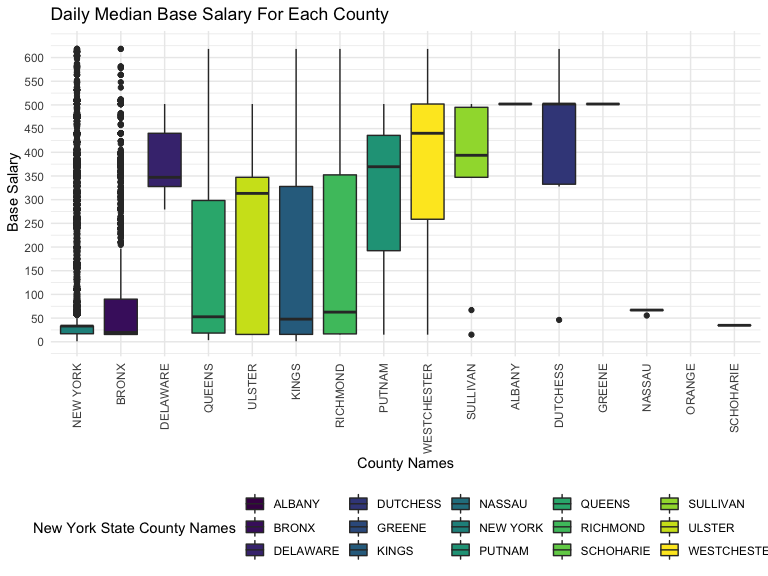 Daily Median Base Salary For Each County
Base Salary
600
550
500
450
400
350
300
250
200
150
100
50
0
NEW YORK
BRONX
DELAWARE
QUEENS
ULSTER
KINGS
RICHMOND
PUTNAM
WESTCHESTER
SULLIVAN
ALBANY
DUTCHESS
GREENE
NASSAU
ORANGE
SCHOHARIE
County Names
New York State County Names
ALBANY DUTCHESS NASSAU QUEENS SULLIVAN
BRONX GREENE NEW YORK RICHMOND ULSTER
DELAWARE KINGS PUTNAM SCHOHARIE WESTCHESTE